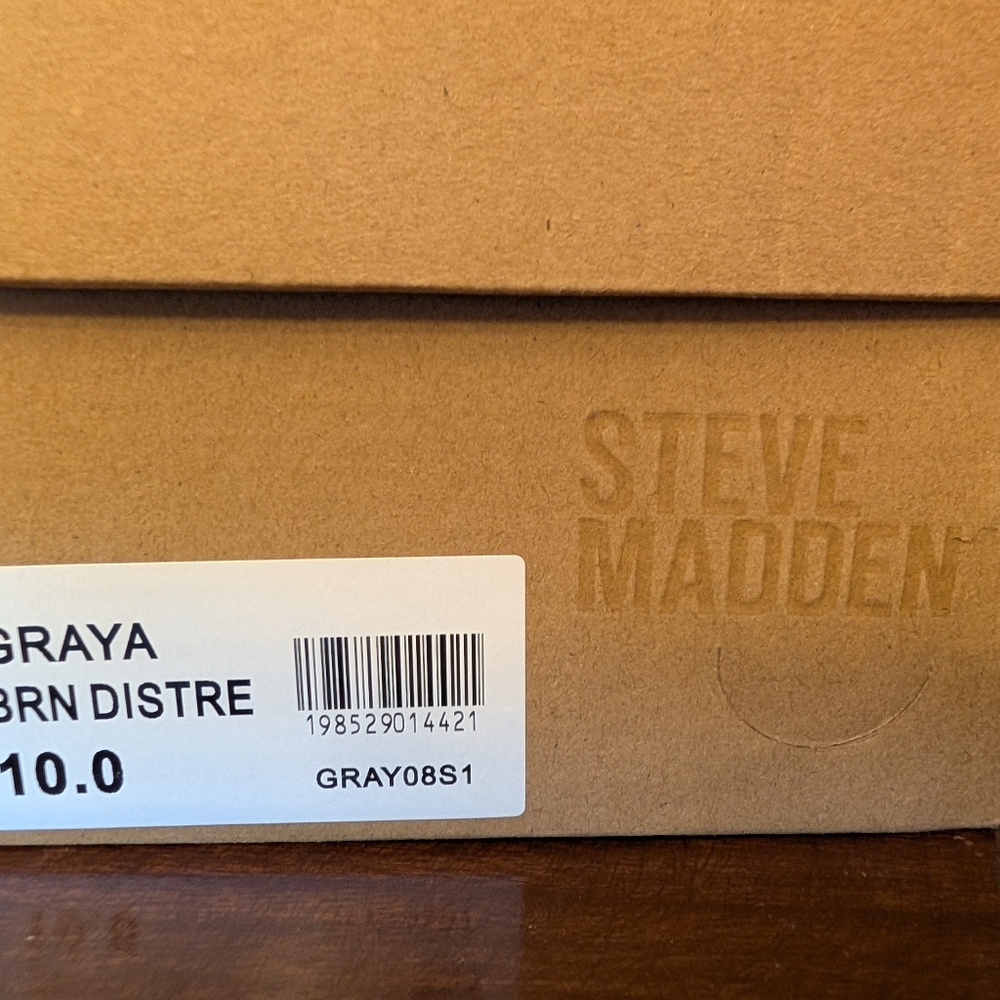 STEVE
MADDEN
GRAYA
BRN DISTRE
10.0
198529014421
GRAY08S1